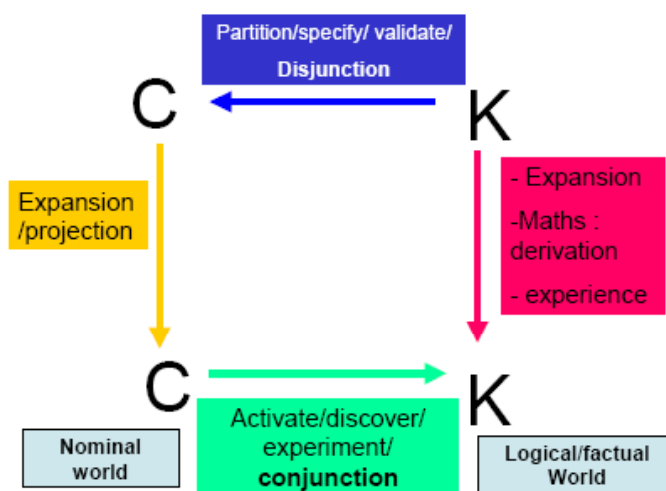 Partition/specify/ validate/
Disjunction
C
K
Expansion
/projection
- Expansion
-Maths :
derivation
- experience
C
K
Activate/discover/
experiment/
conjunction
Nominal
world
Logical/factual
World